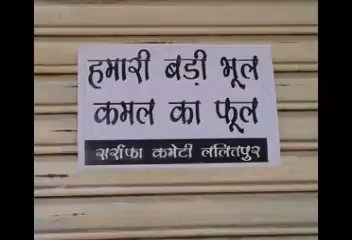 हमारी बड़ी भूल
कमल का फूल
सर्राफा कमेटी ललितपुर